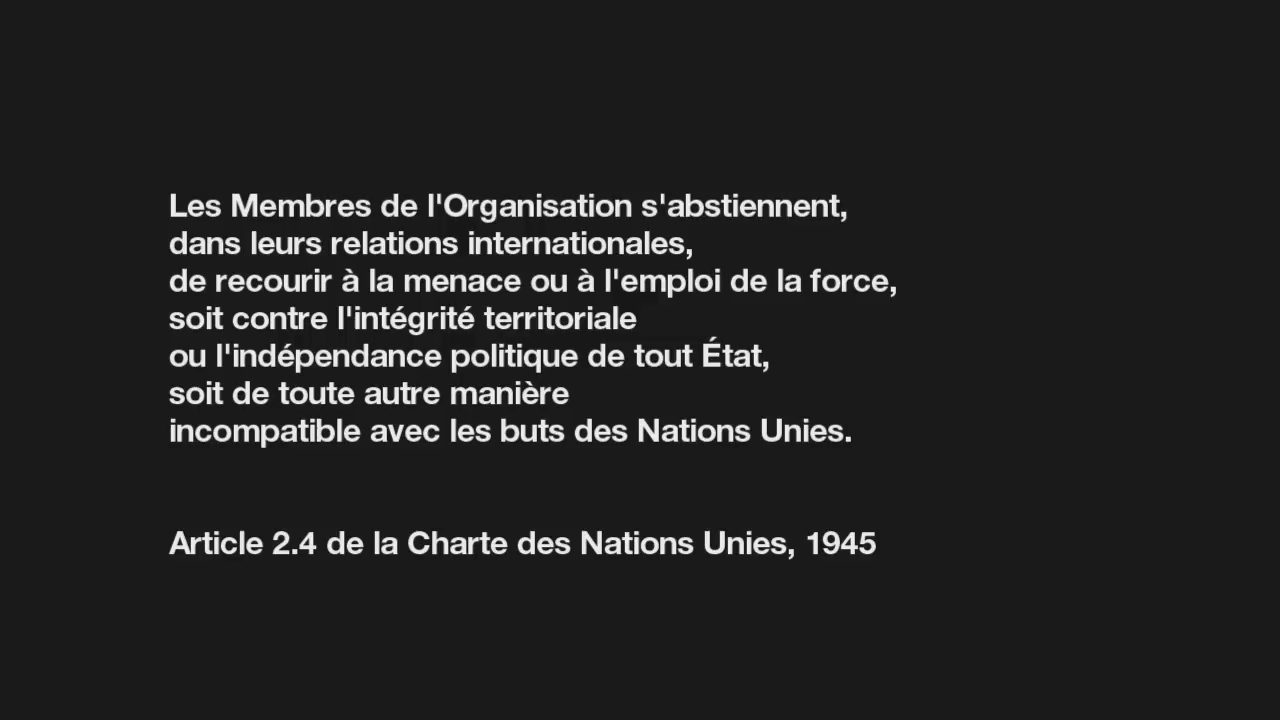 Les Membres de l'Organisation s'abstiennent,
dans leurs relations internationales,
de recourir à la menace ou à l'emploi de la force,
soit contre l'intégrité territoriale
ou l'indépendance politique de tout État,
soit de toute autre manière
incompatible avec les buts des Nations Unies.
Article 2.4 de la Charte des Nations Unies, 1945